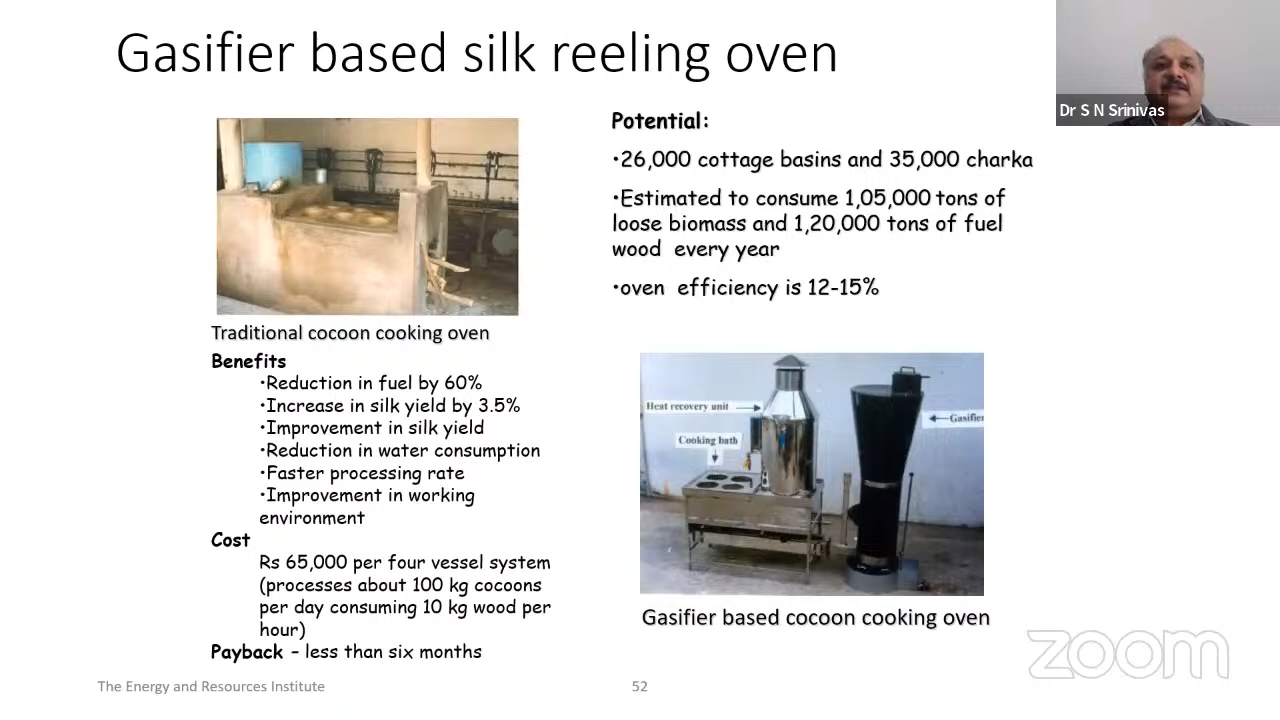 Gasifier based silk reeling oven
Dr S N Srinivas
Potential:
•26,000 cottage basins and 35,000 charka
•Estimated to consume 1,05,000 tons of
loose biomass and 1,20,000 tons of fuel
wood every year
•oven efficiency is 12-15%
Traditional cocoon cooking oven
Benefits
•Reduction in fuel by 60%
•Increase in silk yield by 3.5%
•Improvement in silk yield
•Reduction in water consumption
•Faster processing rate
•Improvement in working
environment
Cost
Rs 65,000 per four vessel system
(processes about 100 kg cocoons
per day consuming 10 kg wood per
hour)
Payback – less than six months
Heat recovery unit
Cooking bath
Gasifier
Gasifier based cocoon cooking oven
The Energy and Resources Institute
52
zoom